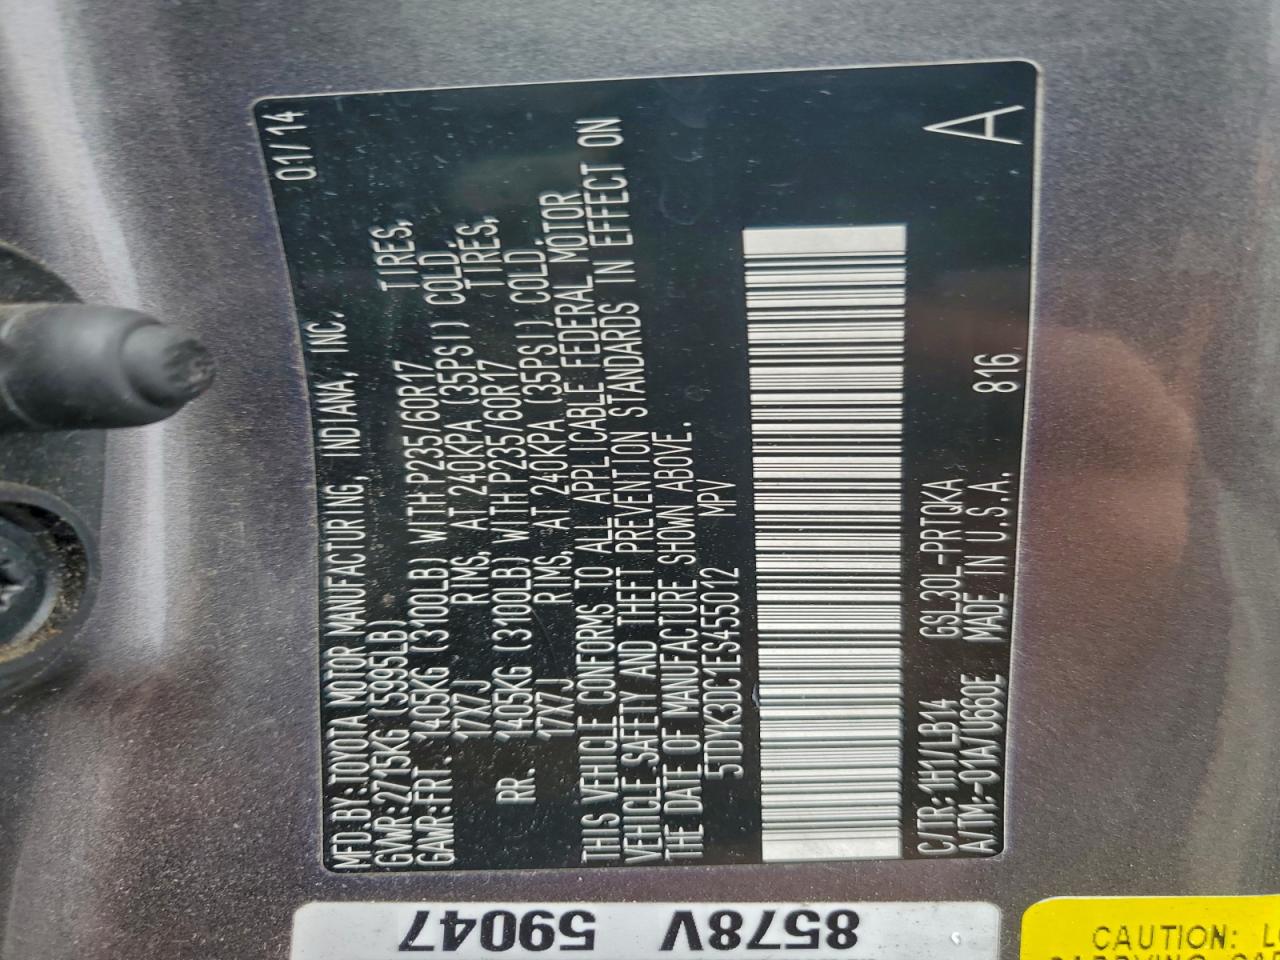 MFD.BY:TOYOTA MOTOR MANUFACTURING, INDIANA, INC. 01/14
GVWR:2715KG (5995LB)
GAWR:FRT. 1405KG (3100LB) WITH P235/60R17 TIRES,
17X7J RIMS, AT 240KPA (35PSI) COLD.
RR. 1405KG (3100LB) WITH P235/60R17 TIRES,
17X7J RIMS, AT 240KPA (35PSI) COLD.
THIS VEHICLE CONFORMS TO ALL APPLICABLE FEDERAL MOTOR
VEHICLE SAFETY AND THEFT PREVENTION STANDARDS IN EFFECT ON
THE DATE OF MANUFACTURE SHOWN ABOVE.
5TDYK3DC1ES455012 MPV
C/TR:1H1/LB14 GSL30L-PRTQKA 816 A
A/TM:-01A/U660E MADE IN U.S.A.
59047 8578V
CAUTION: